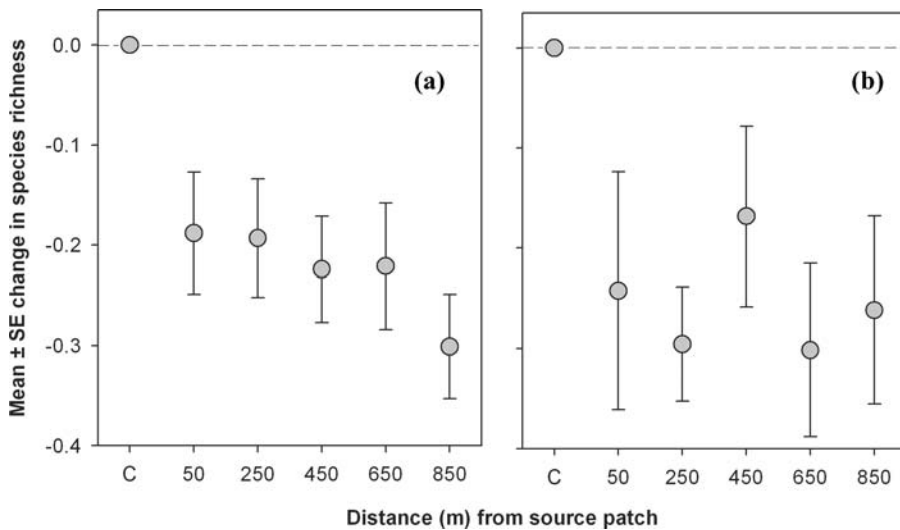 Mean ± SE change in species richness
0.0
-0.1
-0.2
-0.3
-0.4
(a)
(b)
C 50 250 450 650 850
C 50 250 450 650 850
Distance (m) from source patch